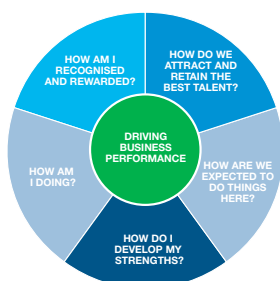 HOW AM I
RECOGNISED
AND REWARDED?
HOW DO WE
ATTRACT AND
RETAIN THE
BEST TALENT?
DRIVING
BUSINESS
PERFORMANCE
HOW AM
I DOING?
HOW ARE WE
EXPECTED TO
DO THINGS
HERE?
HOW DO I
DEVELOP MY
STRENGTHS?